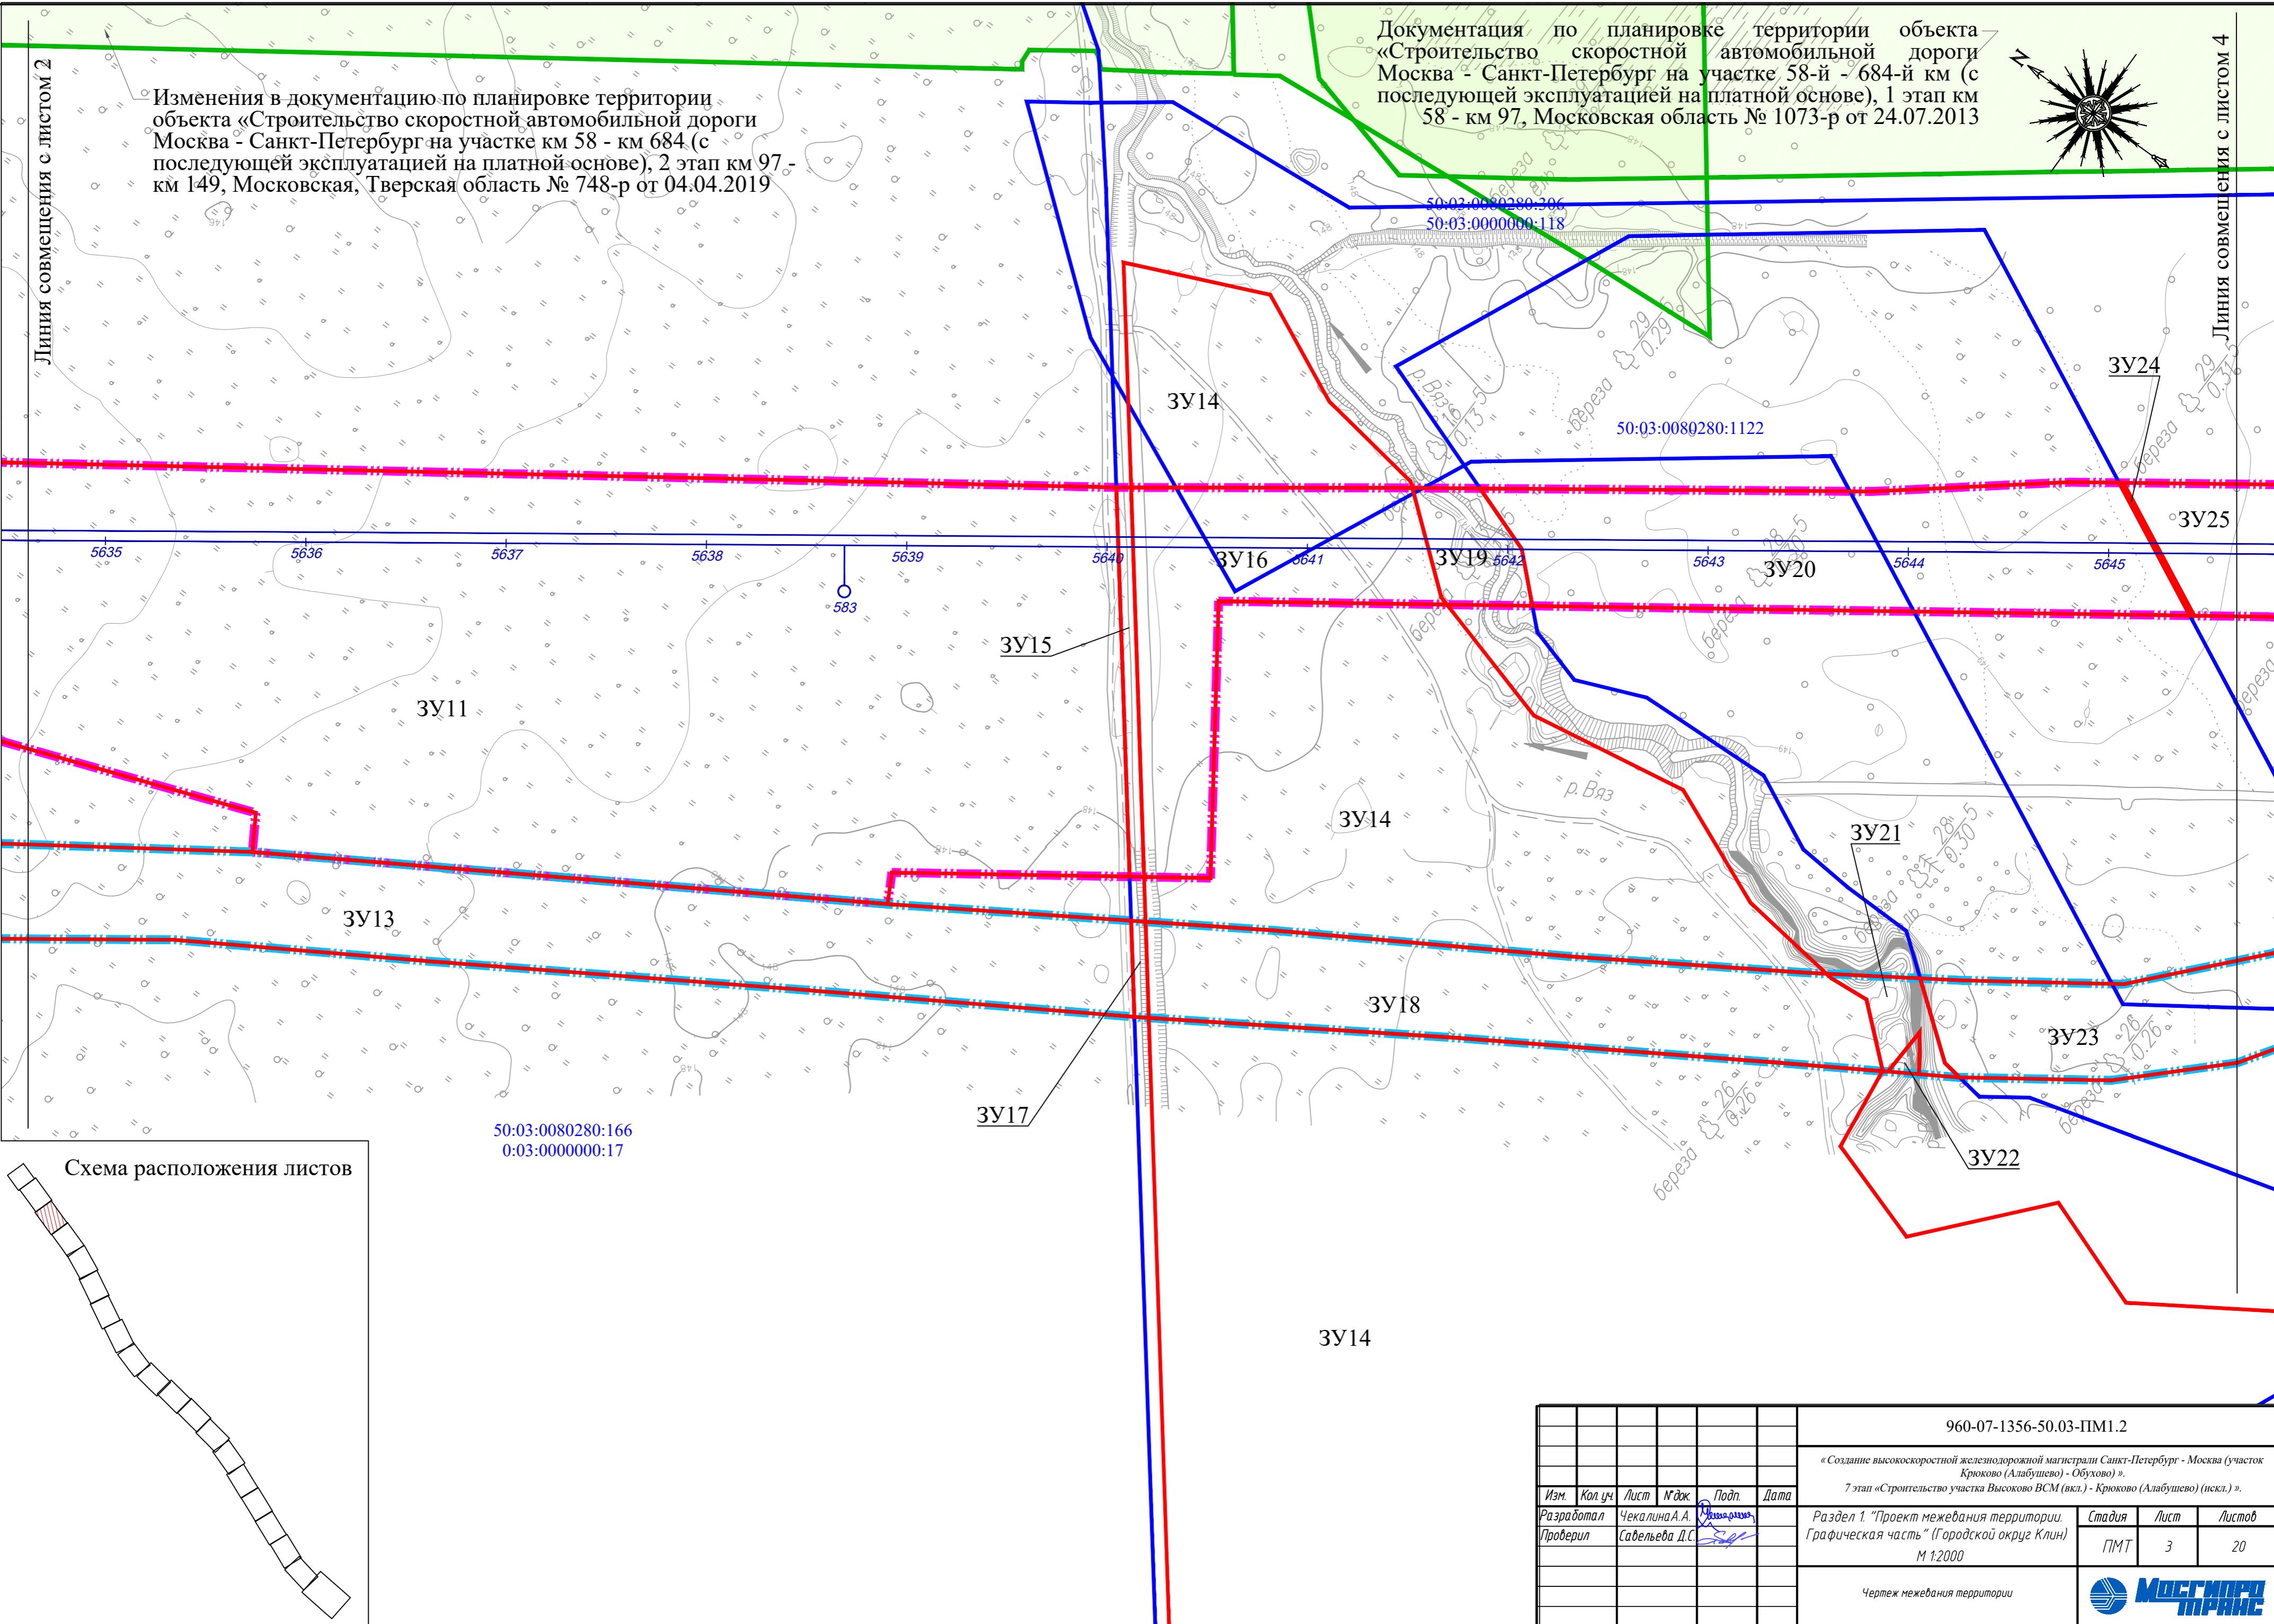 Линия совмещения с листом 2
Изменения в документацию по планировке территории
объекта «Строительство скоростной автомобильной дороги
Москва - Санкт-Петербург на участке км 58 - км 684 (с
последующей эксплуатацией на платной основе), 2 этап км 97 -
км 149, Московская, Тверская область № 748-р от 04.04.2019
Документация по планировке территории объекта
«Строительство скоростной автомобильной дороги
Москва - Санкт-Петербург на участке 58-й - 684-й км (с
последующей эксплуатацией на платной основе), 1 этап км
58 - км 97, Московская область № 1073-р от 24.07.2013
Линия совмещения с листом 4
50:03:0080280:306
50:03:0000000:118
50:03:0080280:1122
ЗУ24
ЗУ14
ЗУ25
5635
5636
5637
5638
5639
5640
5641
5642
5643
5644
5645
583
ЗУ16
ЗУ19
ЗУ20
ЗУ15
ЗУ11
ЗУ14
р. Вяз
ЗУ21
ЗУ13
ЗУ18
ЗУ23
ЗУ17
ЗУ22
береза
50:03:0080280:166
0:03:0000000:17
ЗУ14
Схема расположения листов
960-07-1356-50.03-ПМ1.2
«Создание высокоскоростной железнодорожной магистрали Санкт-Петербург - Москва (участок
Крюково (Алабушево) - Обухово) ».
7 этап «Строительство участка Высоково ВСМ (вкл.) - Крюково (Алабушево) (искл.) ».
Изм. Кол.уч. Лист №док. Подп. Дата
Разработал Чекалина А.А.
Проверил Савельева Д.С.
Раздел 1. "Проект межевания территории.
Графическая часть" (Городской округ Клин)
М 1:2000
Стадия Лист Листов
ПМТ 3 20
Чертеж межевания территории
МОСГИПРО
ТРАНС